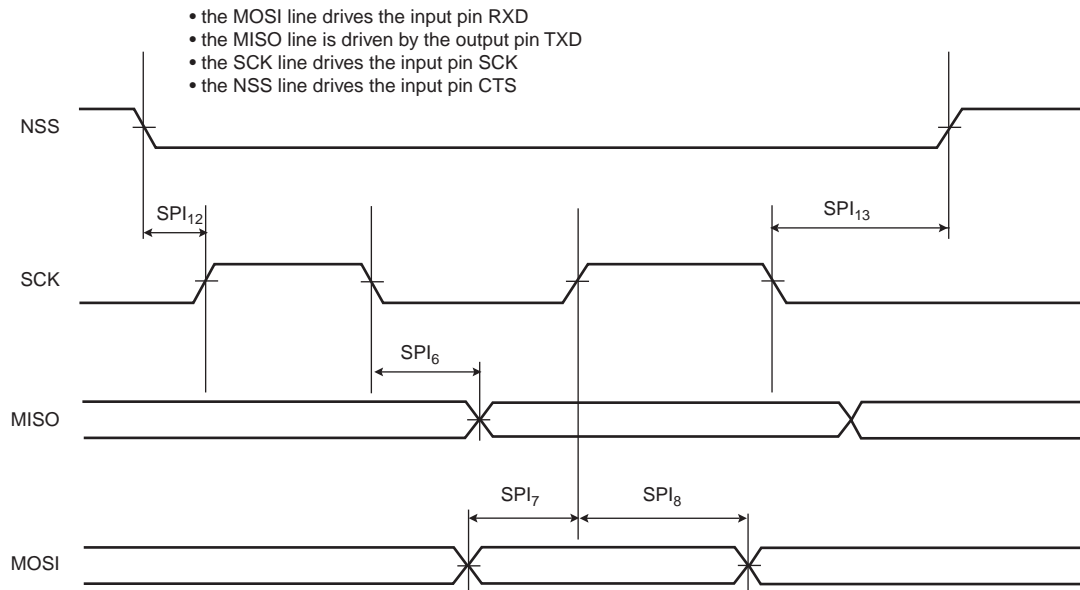 • the MOSI line drives the input pin RXD
• the MISO line is driven by the output pin TXD
• the SCK line drives the input pin SCK
• the NSS line drives the input pin CTS
NSS
SPI12
SPI13
SCK
SPI6
MISO
SPI7
SPI8
MOSI